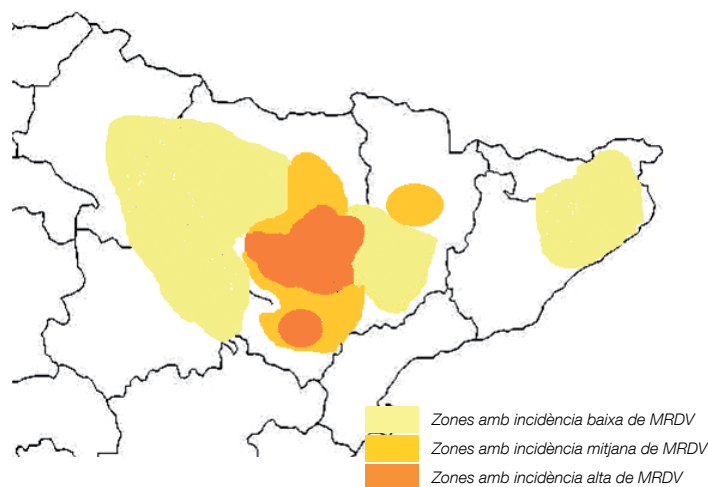 Zones amb incidència baixa de MRDV
Zones amb incidència mitjana de MRDV
Zones amb incidència alta de MRDV